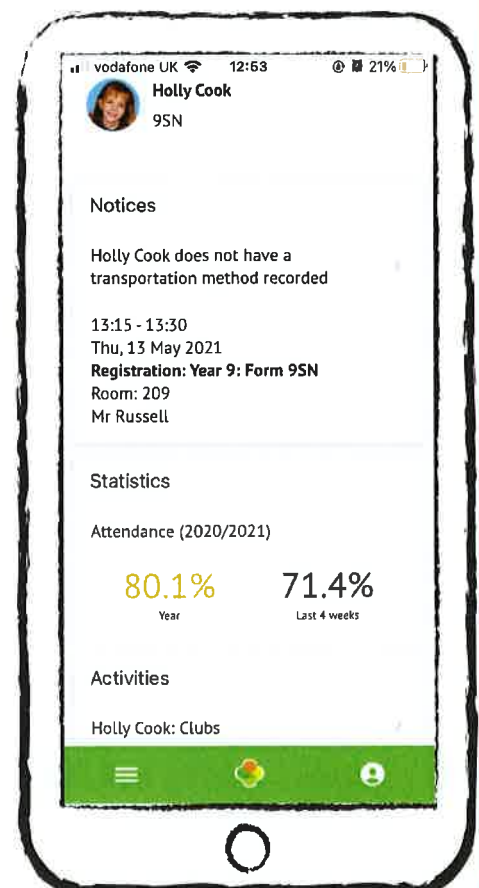 vodafone UK 12:53 21%
Holly Cook
9SN
Notices
Holly Cook does not have a
transportation method recorded
13:15 - 13:30
Thu, 13 May 2021
Registration: Year 9: Form 9SN
Room: 209
Mr Russell
Statistics
Attendance (2020/2021)
80.1% 71.4%
Year Last 4 weeks
Activities
Holly Cook: Clubs